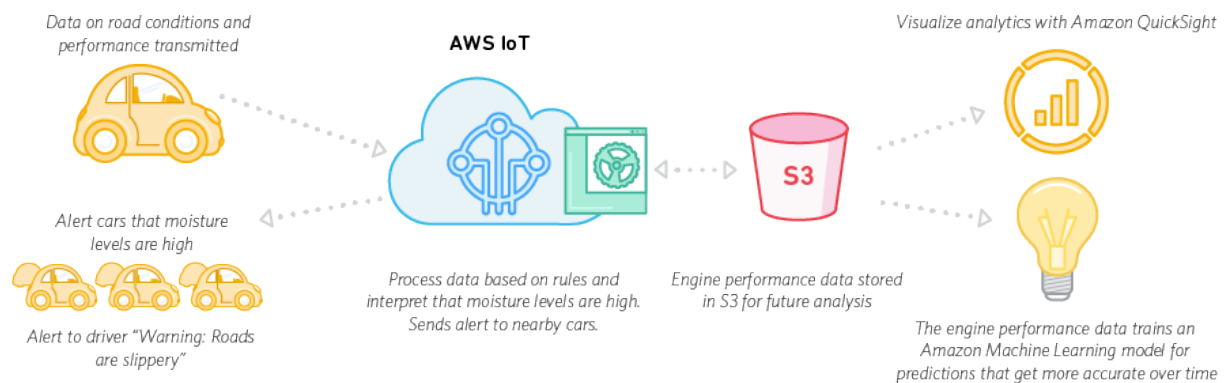 Data on road conditions and
performance transmitted
AWS IoT
Visualize analytics with Amazon QuickSight
S3
Alert cars that moisture
levels are high
Alert to driver “Warning: Roads
are slippery”
Process data based on rules and
interpret that moisture levels are high.
Sends alert to nearby cars.
Engine performance data stored
in S3 for future analysis
The engine performance data trains an
Amazon Machine Learning model for
predictions that get more accurate over time